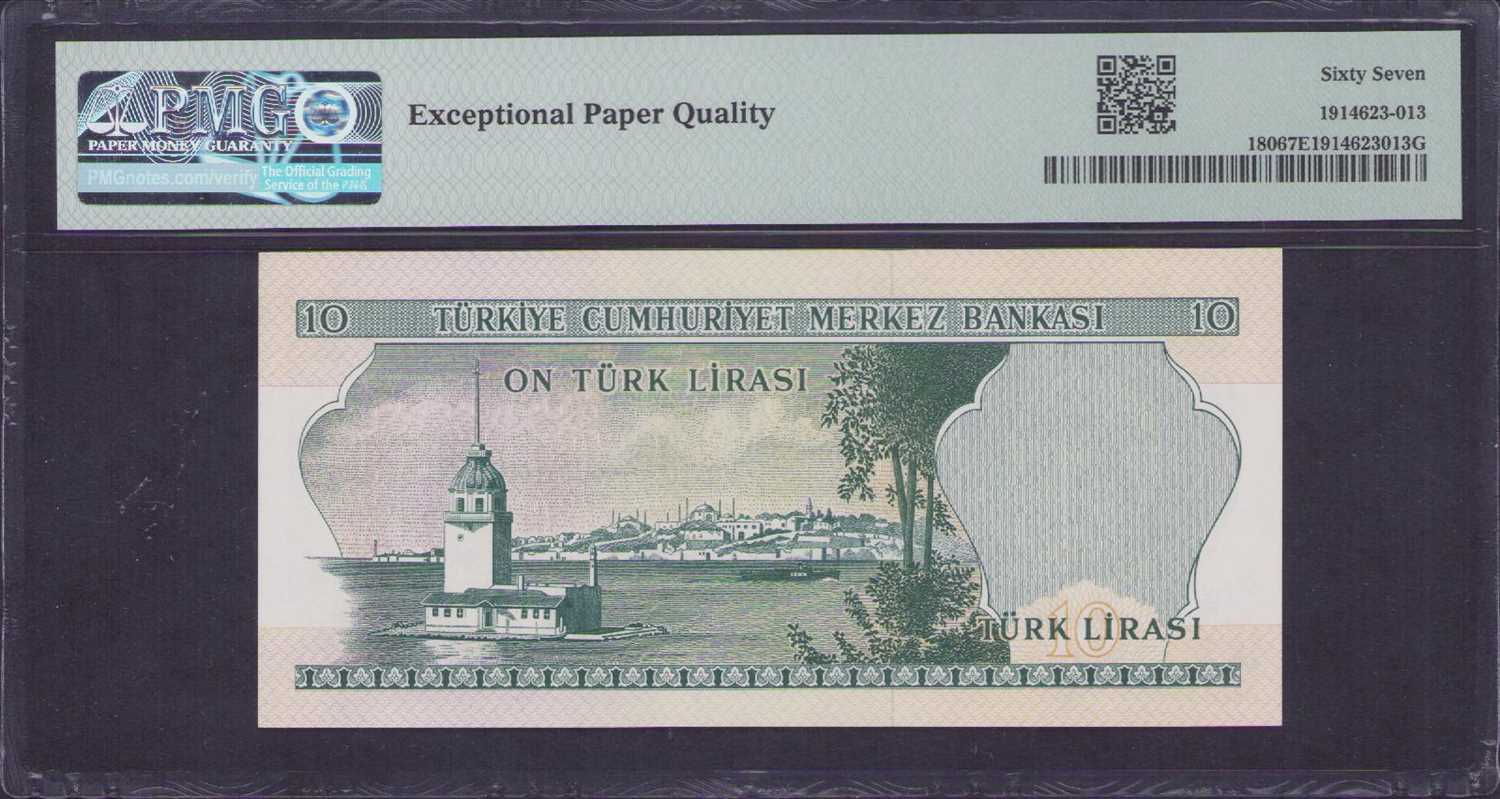 PMG
PAPER MONEY GUARANTY
PMGnotes.com/verify
The Official Grading
Service of the PNG
Exceptional Paper Quality
Sixty Seven
1914623-013
18067E1914623013G
10 TÜRKİYE CUMHURİYET MERKEZ BANKASI 10
ON TÜRK LİRASI
10
TÜRK LİRASI